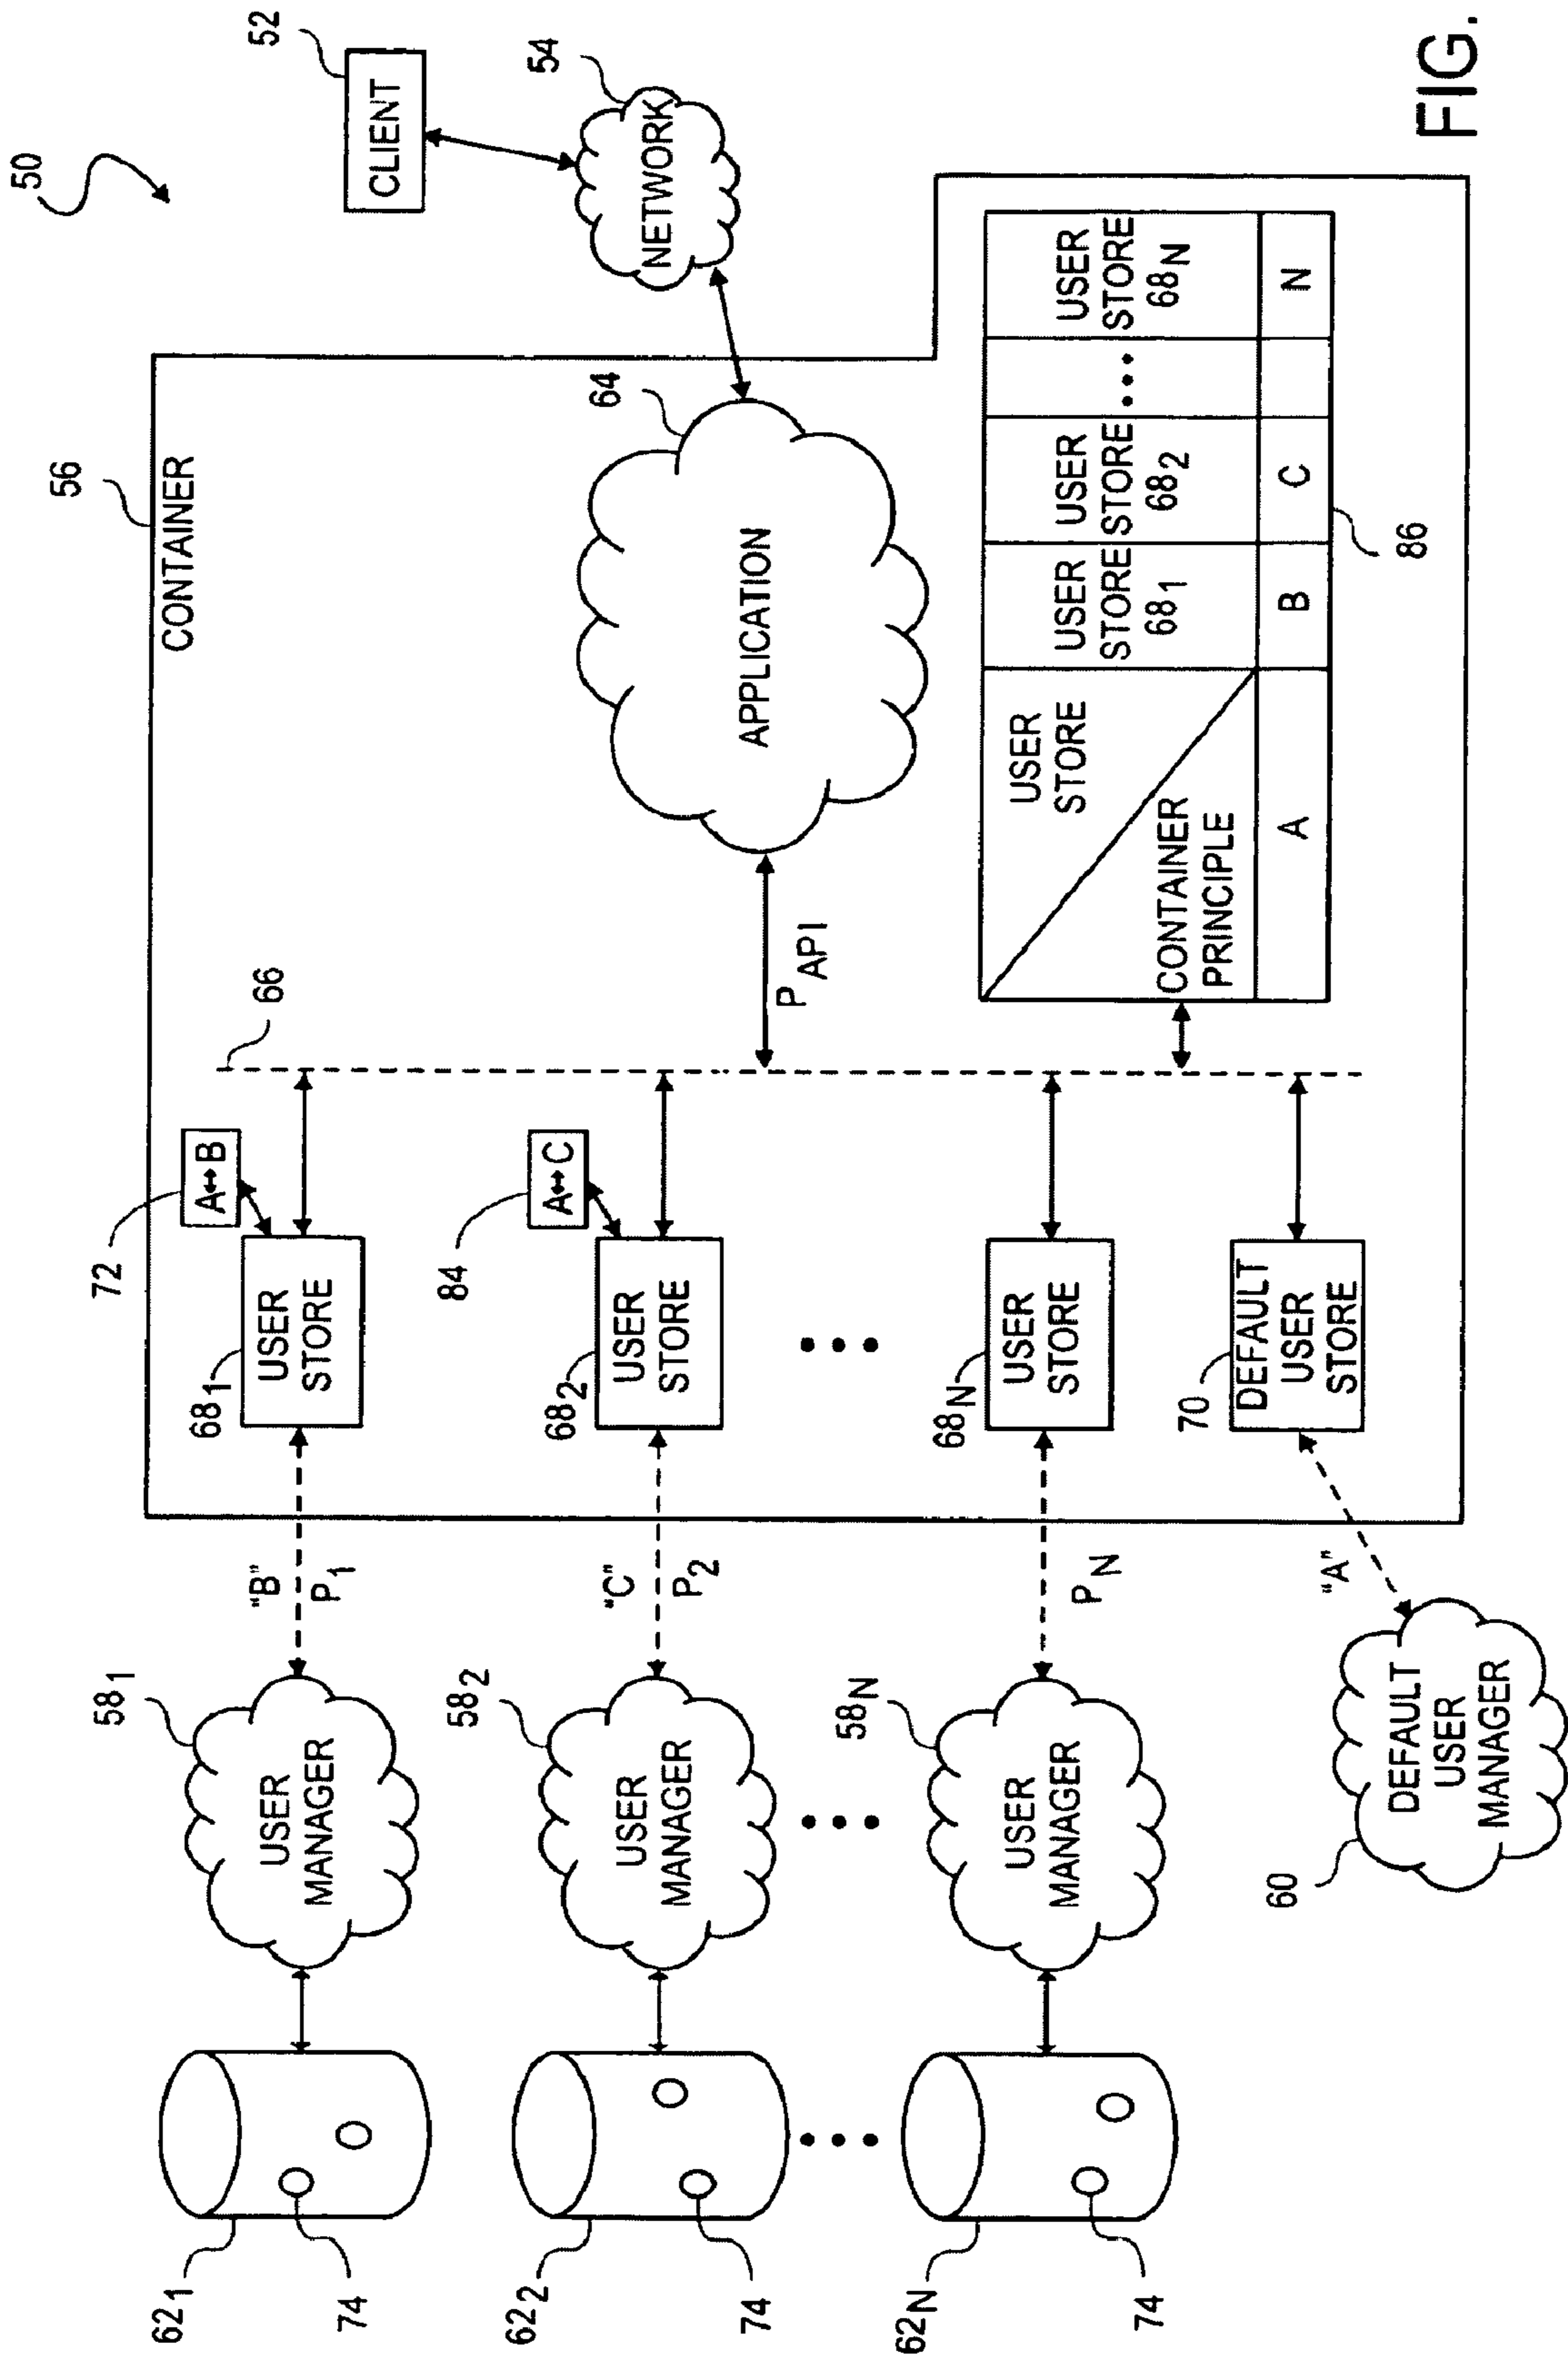 50
52
CLIENT
54
NETWORK
56
CONTAINER
64
APPLICATION
P API
66
72
A↔B
68₁
USER
STORE
84
A↔C
68₂
USER
STORE
68N
USER
STORE
70
DEFAULT
USER
STORE
USER
STORE
CONTAINER
PRINCIPLE
USER
STORE
68₁
USER
STORE
68₂
•••
USER
STORE
68N
A
B
C
N
86
"B"
P₁
"C"
P₂
PN
"A"
58₁
USER
MANAGER
58₂
USER
MANAGER
58N
USER
MANAGER
60
DEFAULT
USER
MANAGER
62₁
74
62₂
74
62N
74
FIG.